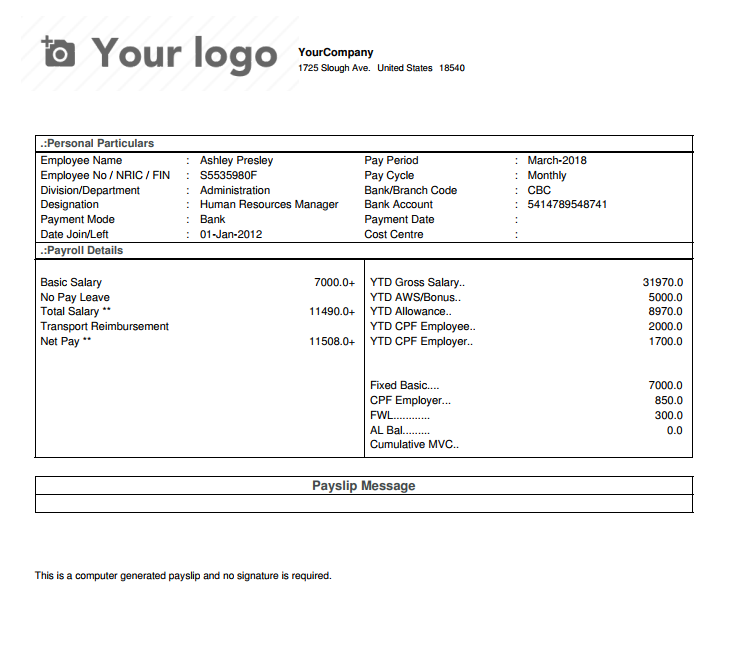 Your logo
YourCompany
1725 Slough Ave. United States 18540
.:Personal Particulars
Employee Name : Ashley Presley Pay Period : March-2018
Employee No / NRIC / FIN : S5535980F Pay Cycle : Monthly
Division/Department : Administration Bank/Branch Code : CBC
Designation : Human Resources Manager Bank Account : 5414789548741
Payment Mode : Bank Payment Date :
Date Join/Left : 01-Jan-2012 Cost Centre :
.:Payroll Details
Basic Salary 7000.0+ YTD Gross Salary.. 31970.0
No Pay Leave YTD AWS/Bonus.. 5000.0
Total Salary ** 11490.0+ YTD Allowance.. 8970.0
Transport Reimbursement YTD CPF Employee.. 2000.0
Net Pay ** 11508.0+ YTD CPF Employer.. 1700.0
Fixed Basic.... 7000.0
CPF Employer... 850.0
FWL............ 300.0
AL Bal......... 0.0
Cumulative MVC..
Payslip Message
This is a computer generated payslip and no signature is required.